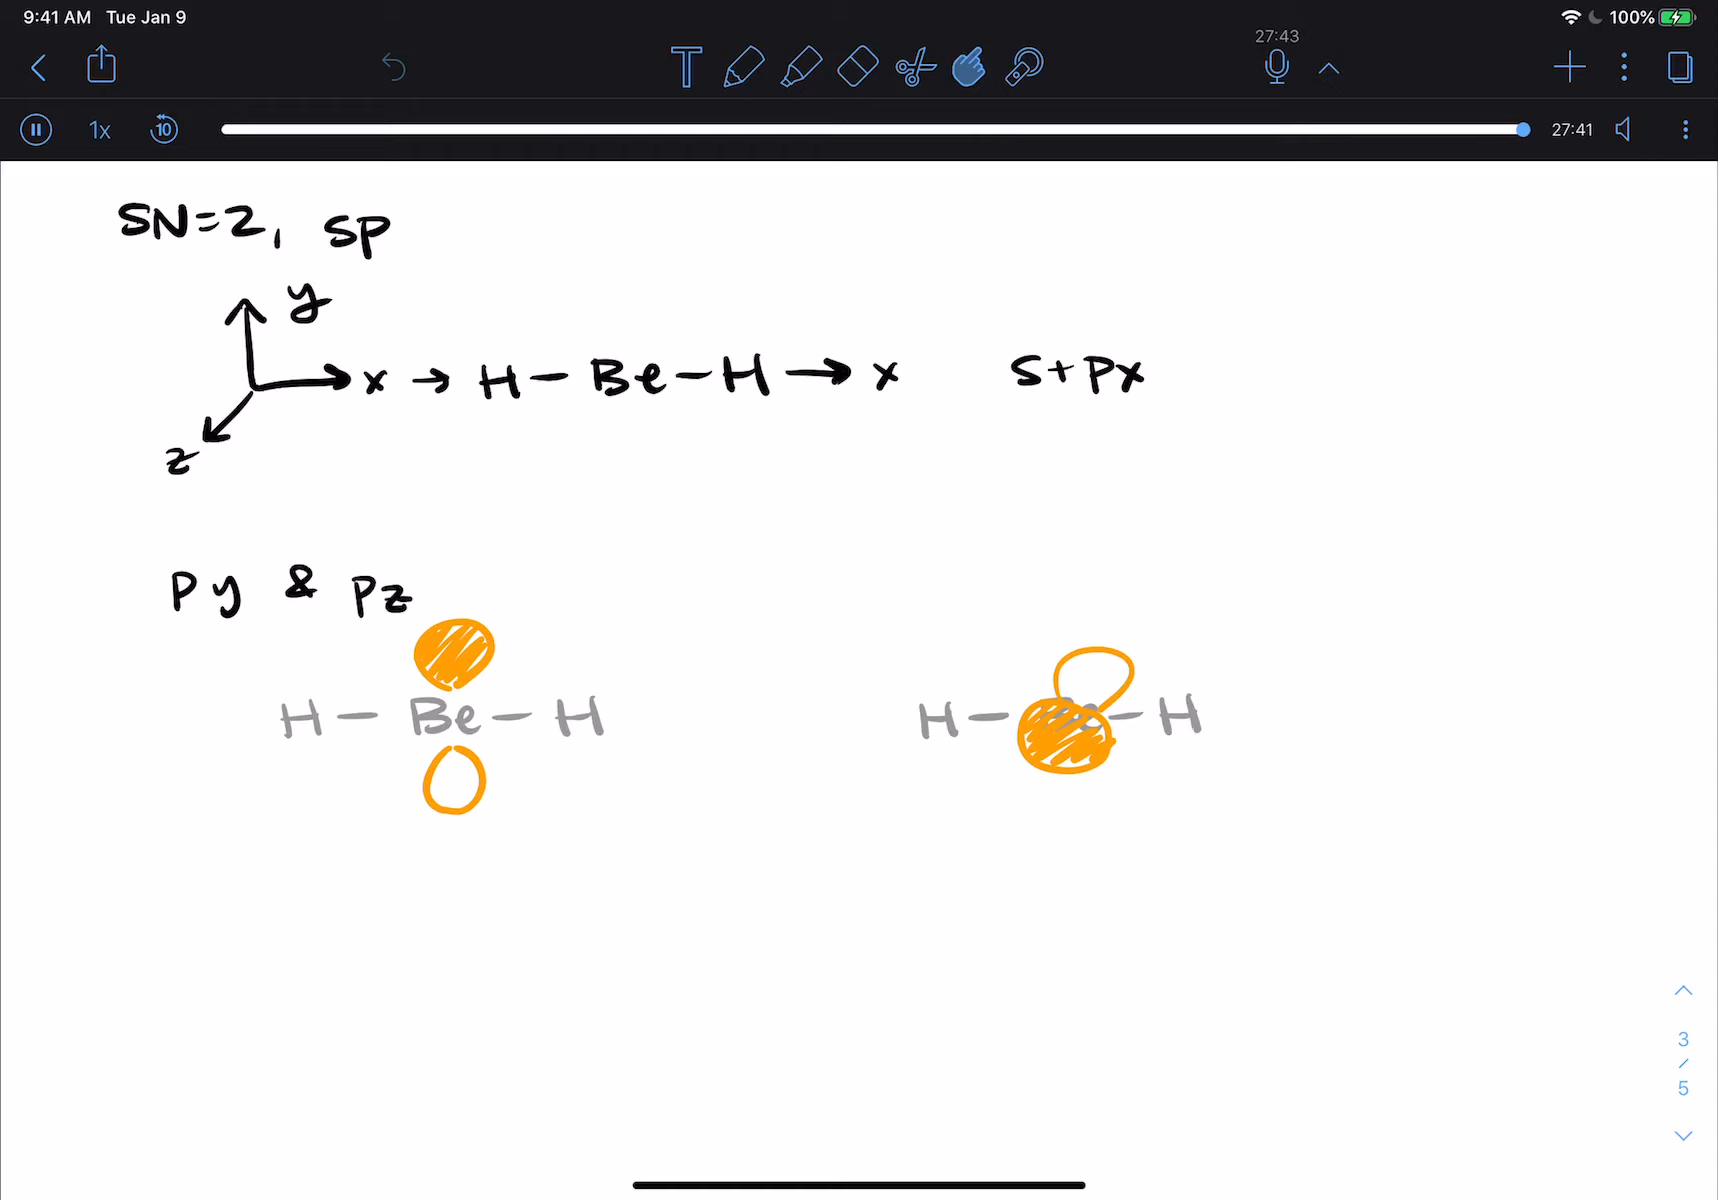 9:41 AM Tue Jan 9
100%
T
27:43
1x
10
27:41
SN=2, SP
y
x → H - Be - H → x
S + Px
z
Py & Pz
H - Be - H
H - Be - H
3
/
5